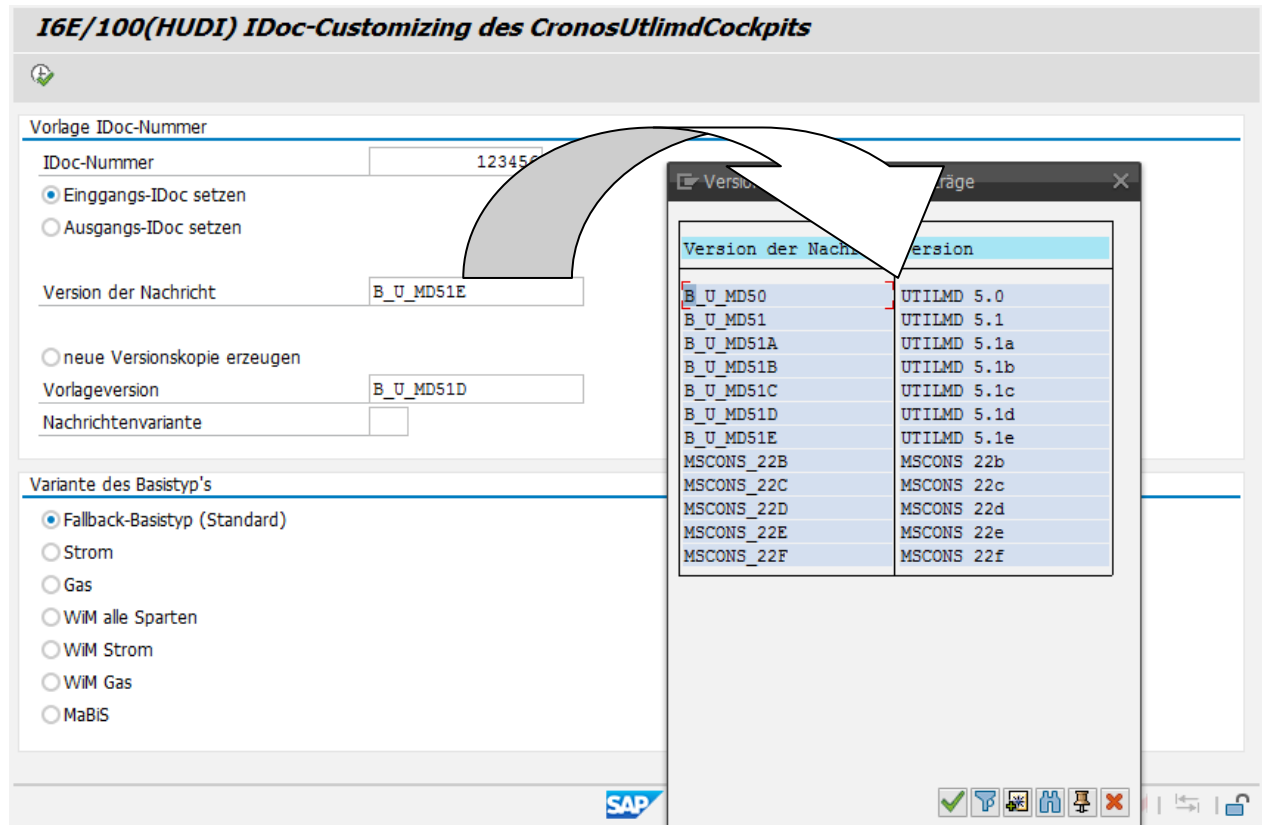 I6E/100(HUDI) IDoc-Customizing des CronosUtlimdCockpits
Vorlage IDoc-Nummer
IDoc-Nummer 123456
Einggangs-IDoc setzen
Ausgangs-IDoc setzen
Version der Nachricht B_U_MD51E
neue Versionskopie erzeugen
Vorlageversion B_U_MD51D
Nachrichtenvariante
Variante des Basistyp's
Fallback-Basistyp (Standard)
Strom
Gas
WiM alle Sparten
WiM Strom
WiM Gas
MaBiS
SAP
Version der Version
B_U_MD50 UTILMD 5.0
B_U_MD51 UTILMD 5.1
B_U_MD51A UTILMD 5.1a
B_U_MD51B UTILMD 5.1b
B_U_MD51C UTILMD 5.1c
B_U_MD51D UTILMD 5.1d
B_U_MD51E UTILMD 5.1e
MSCONS_22B MSCONS 22b
MSCONS_22C MSCONS 22c
MSCONS_22D MSCONS 22d
MSCONS_22E MSCONS 22e
MSCONS_22F MSCONS 22f